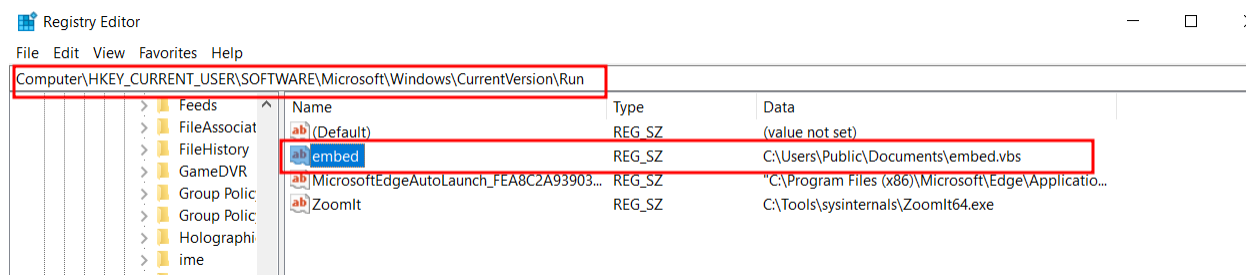 Registry Editor
File Edit View Favorites Help
Computer\HKEY_CURRENT_USER\SOFTWARE\Microsoft\Windows\CurrentVersion\Run
Feeds
FileAssociat
FileHistory
GameDVR
Group Policy
Group Policy
Holographi
ime
Name Type Data
(Default) REG_SZ (value not set)
embed REG_SZ C:\Users\Public\Documents\embed.vbs
MicrosoftEdgeAutoLaunch_FEA8C2A93903... REG_SZ "C:\Program Files (x86)\Microsoft\Edge\Applicatio...
ZoomIt REG_SZ C:\Tools\sysinternals\ZoomIt64.exe